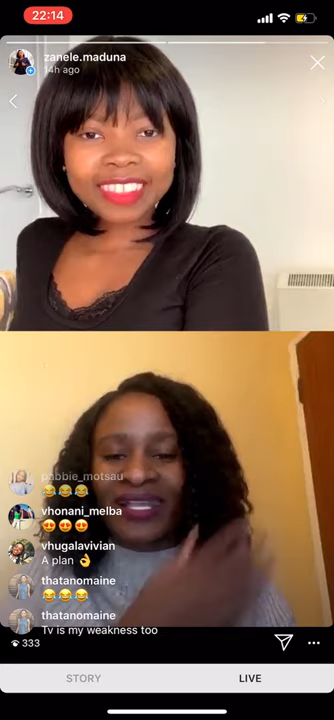 22:14
zanele.maduna
14h ago
phbbie_motsau
😂😂😂
vhonani_melba
😍😍😍
vhugalavivian
A plan 👌
thatanomaine
😂😂😂
thatanomaine
Tv is my weakness too
333
STORY LIVE